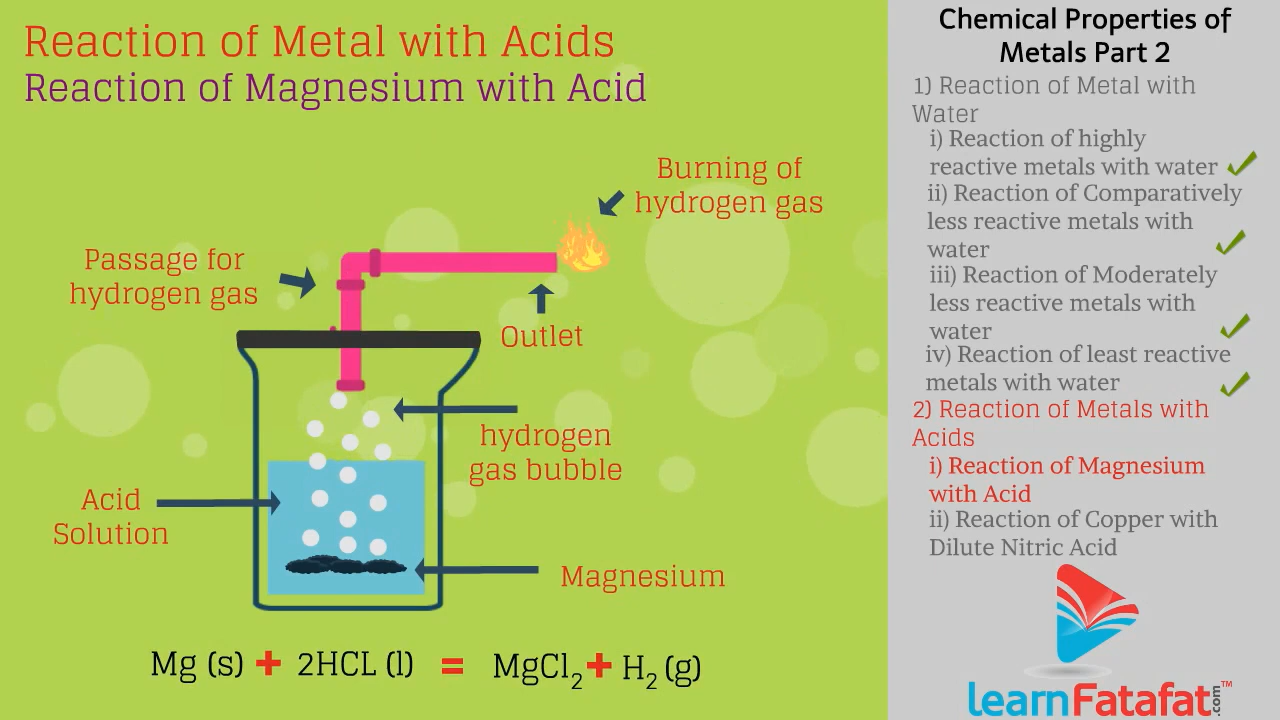 Reaction of Metal with Acids
Reaction of Magnesium with Acid
Burning of
hydrogen gas
Passage for
hydrogen gas
Outlet
hydrogen
gas bubble
Acid
Solution
Magnesium
Mg (s) + 2HCL (l) = MgCl₂ + H₂ (g)
Chemical Properties of
Metals Part 2
1) Reaction of Metal with
Water
i) Reaction of highly
reactive metals with water
ii) Reaction of Comparatively
less reactive metals with
water
iii) Reaction of Moderately
less reactive metals with
water
iv) Reaction of least reactive
metals with water
2) Reaction of Metals with
Acids
i) Reaction of Magnesium
with Acid
ii) Reaction of Copper with
Dilute Nitric Acid
learnFatafat.com™